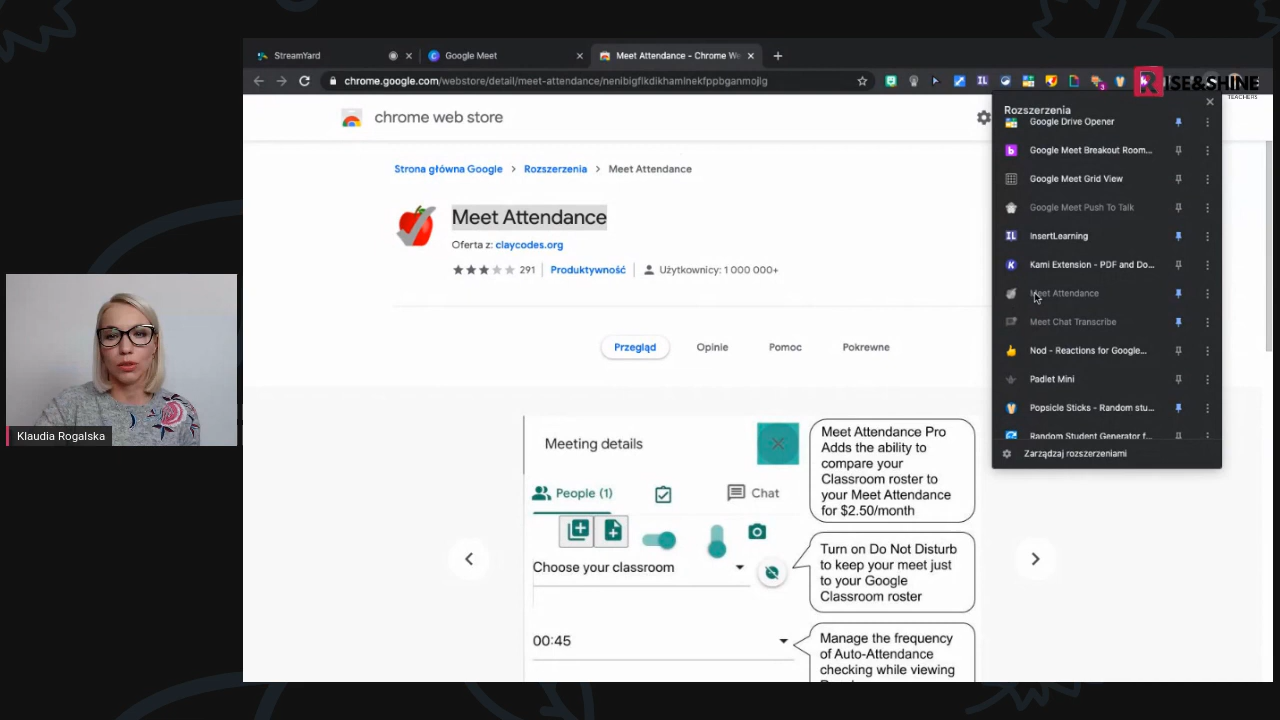 StreamYard
Google Meet
Meet Attendance - Chrome We
chrome.google.com/webstore/detail/meet-attendance/nenibigflkdikhamlnekfppbganmojlg
RISE&SHINE
TEACHERS
chrome web store
Strona główna Google > Rozszerzenia > Meet Attendance
Meet Attendance
Oferta z: claycodes.org
291 Produktywność Użytkownicy: 1 000 000+
Przegląd Opinie Pomoc Pokrewne
Rozszerzenia
Google Drive Opener
Google Meet Breakout Room...
Google Meet Grid View
Google Meet Push To Talk
IL InsertLearning
Kami Extension - PDF and Do...
Meet Attendance
Meet Chat Transcribe
Nod - Reactions for Google...
Padlet Mini
Popsicle Sticks - Random stu...
Random Student Generator f...
Zarządzaj rozszerzeniami
Meeting details
People (1)
Chat
Choose your classroom
00:45
Meet Attendance Pro
Adds the ability to
compare your
Classroom roster to
your Meet Attendance
for $2.50/month
Turn on Do Not Disturb
to keep your meet just
to your Google
Classroom roster
Manage the frequency
of Auto-Attendance
checking while viewing
Klaudia Rogalska